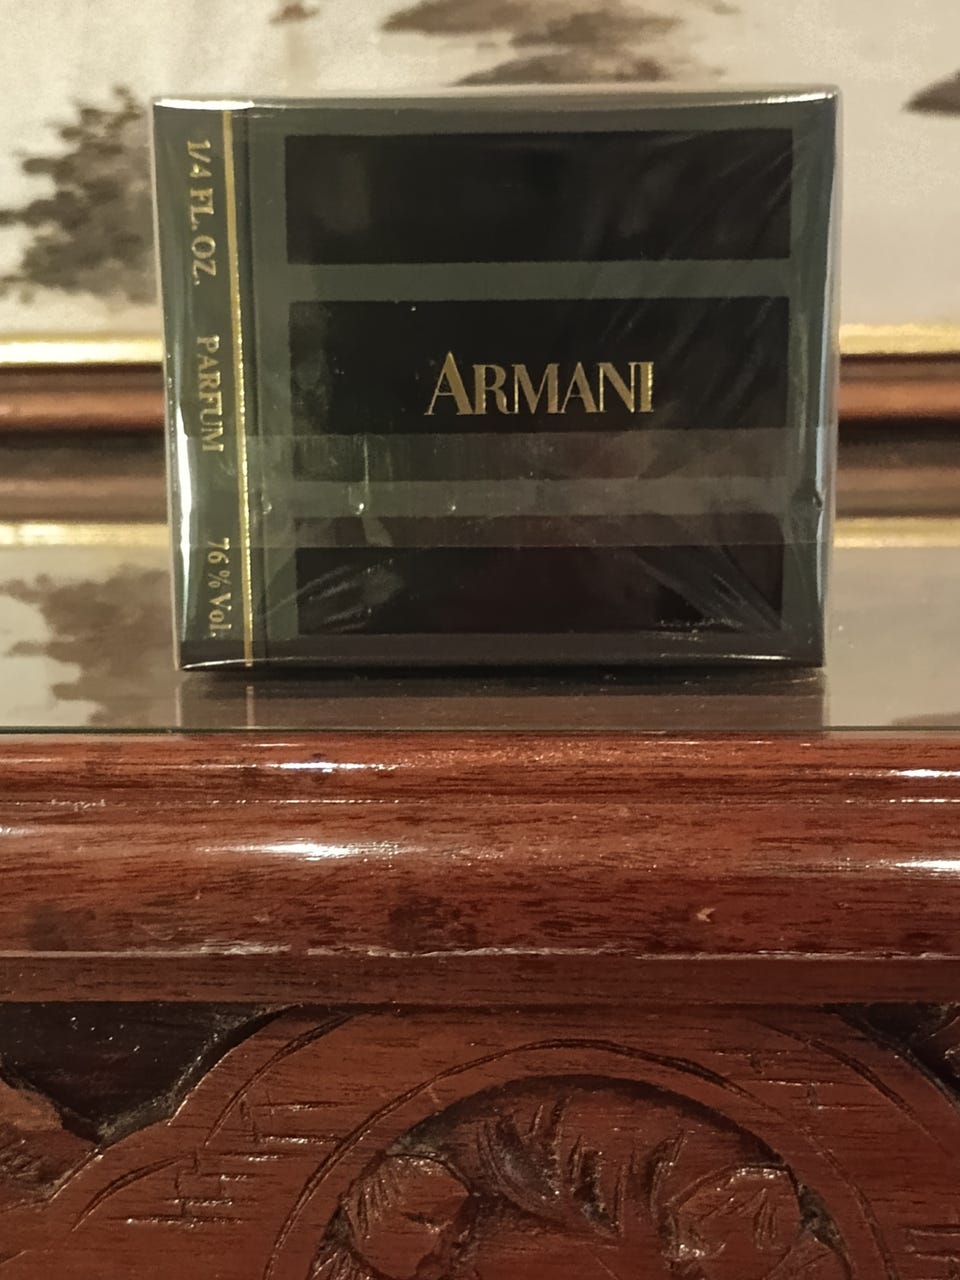 1/4 FL. OZ. PARFUM 76 % Vol.
ARMANI